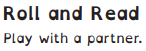 Roll and Read
Play with a partner.